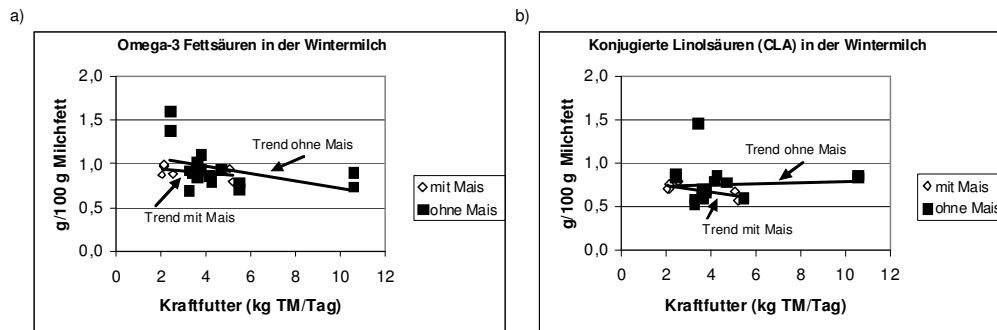 a)
Omega-3 Fettsäuren in der Wintermilch
g/100 g Milchfett
2,0
1,5
1,0
0,5
0,0
Trend ohne Mais
Trend mit Mais
0 2 4 6 8 10 12
Kraftfutter (kg TM/Tag)
mit Mais
ohne Mais
b)
Konjugierte Linolsäuren (CLA) in der Wintermilch
g/100 g Milchfett
2,0
1,5
1,0
0,5
0,0
Trend ohne Mais
Trend mit Mais
0 2 4 6 8 10 12
Kraftfutter (kg TM/Tag)
mit Mais
ohne Mais